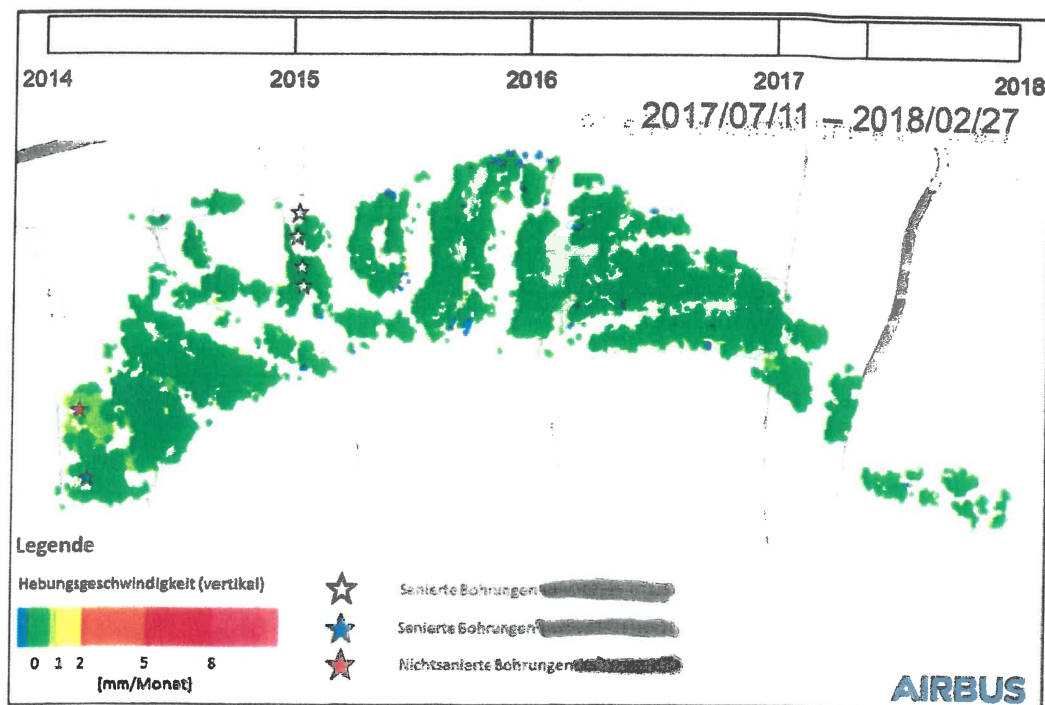 2014 2015 2016 2017 2018
2017/07/11 – 2018/02/27
Legende
Hebungsgeschwindigkeit (vertikal)
0 1 2 5 8
[mm/Monat]
Sanierte Bohrungen
Sanierte Bohrungen
Nichtsanierte Bohrungen
AIRBUS